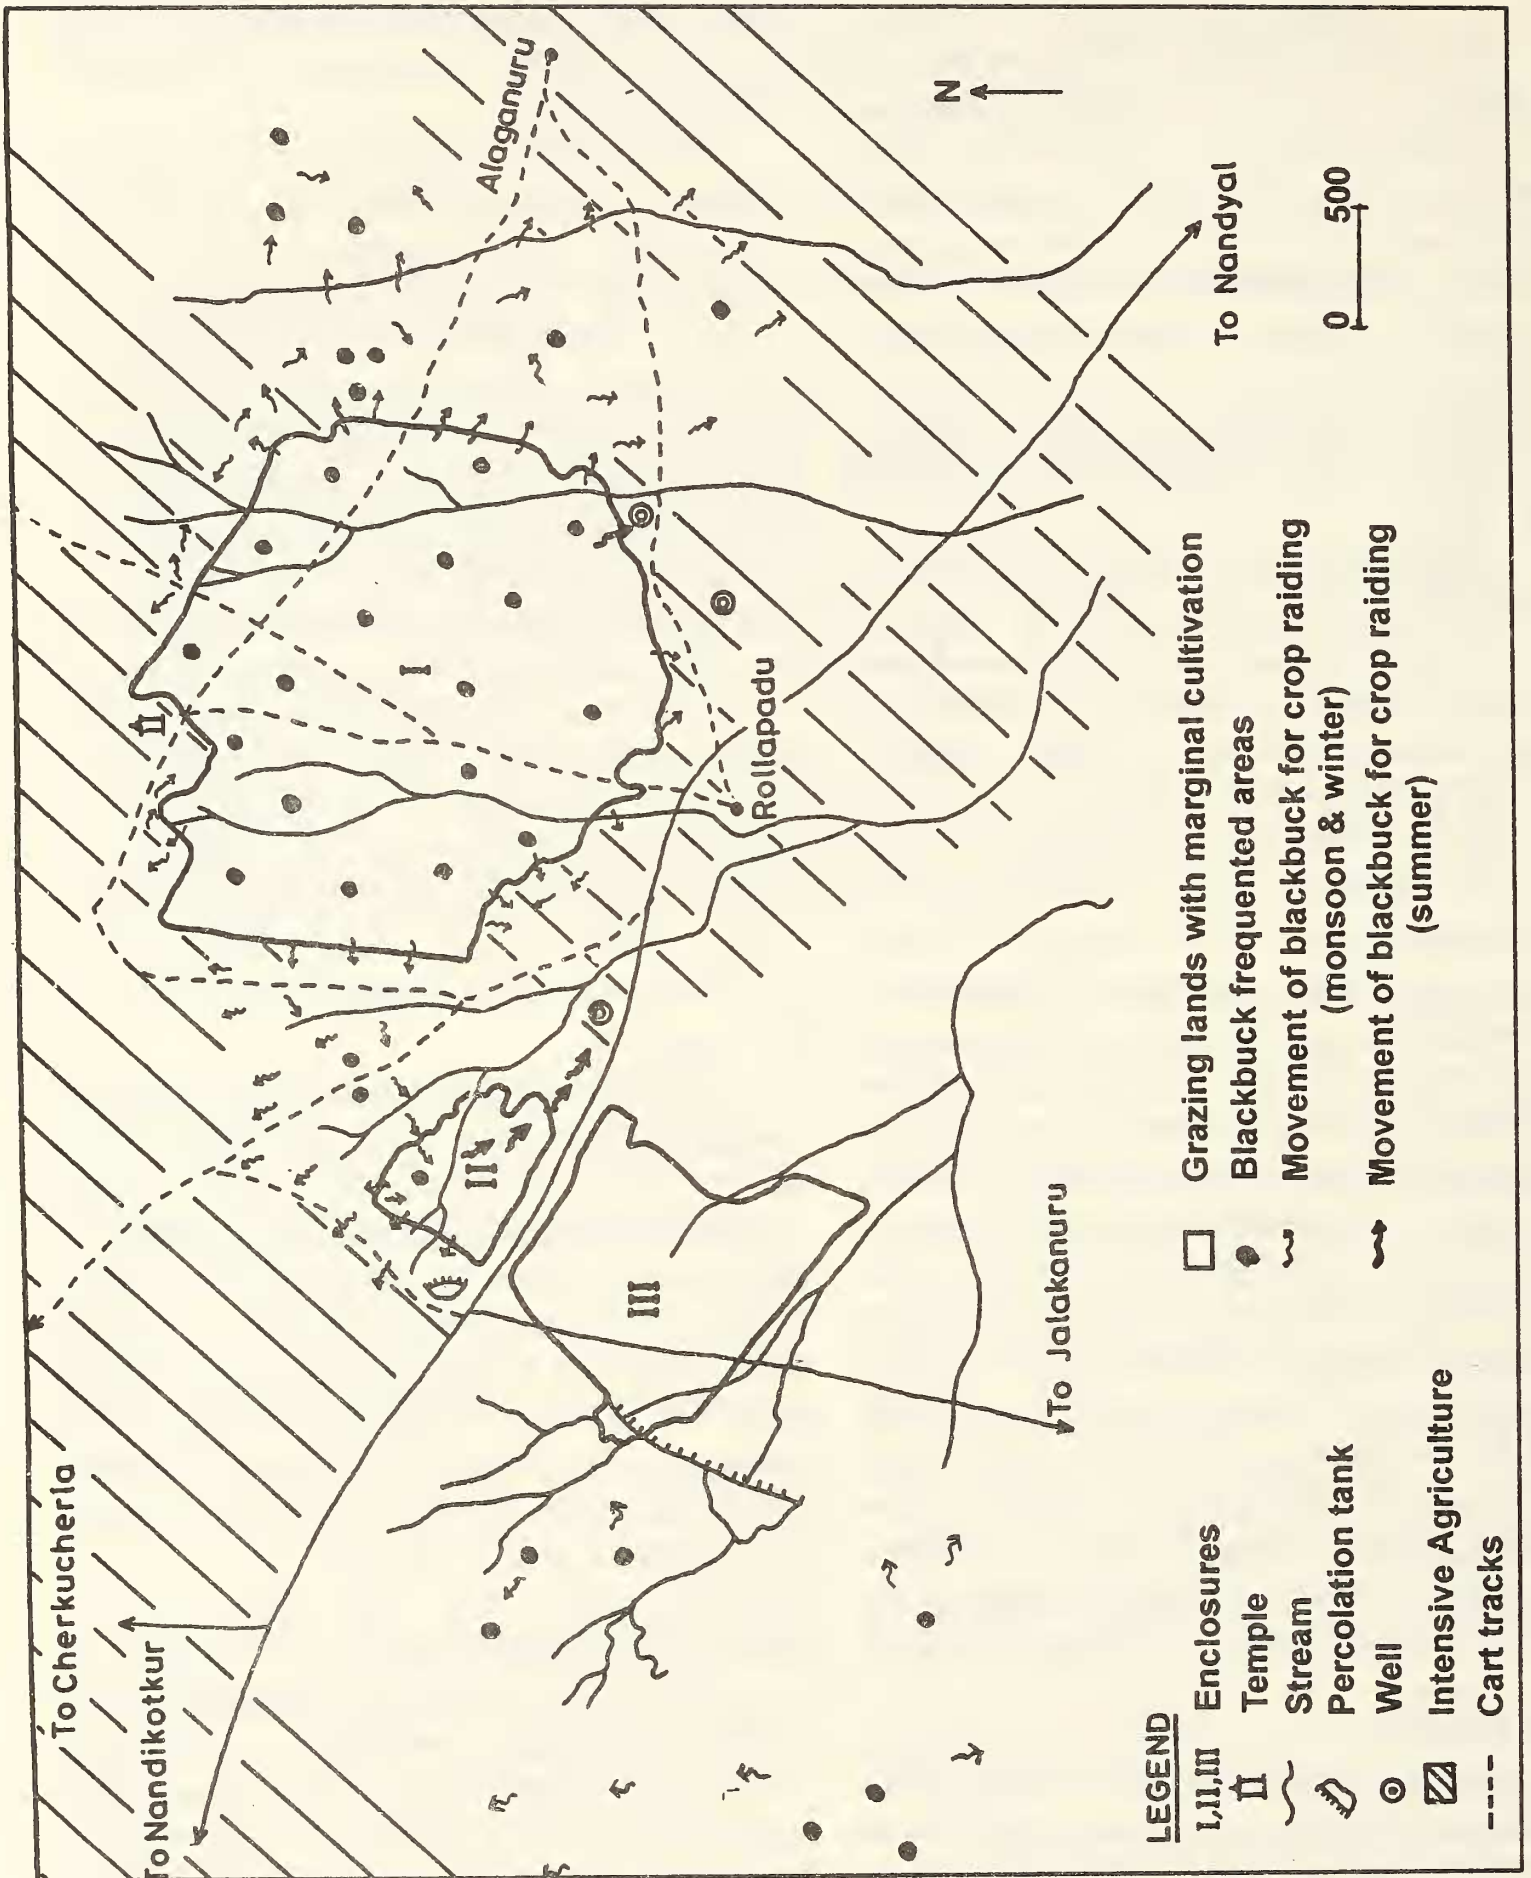 To Cherkucherla
To Nandikotkur
Alaganuru
N
I
II
III
Rollapadu
To Nandyal
0 500
To Jalakanuru
LEGEND
I,II,III Enclosures
Temple
Stream
Percolation tank
Well
Intensive Agriculture
Cart tracks
Grazing lands with marginal cultivation
Blackbuck frequented areas
Movement of blackbuck for crop raiding
(monsoon & winter)
Movement of blackbuck for crop raiding
(summer)